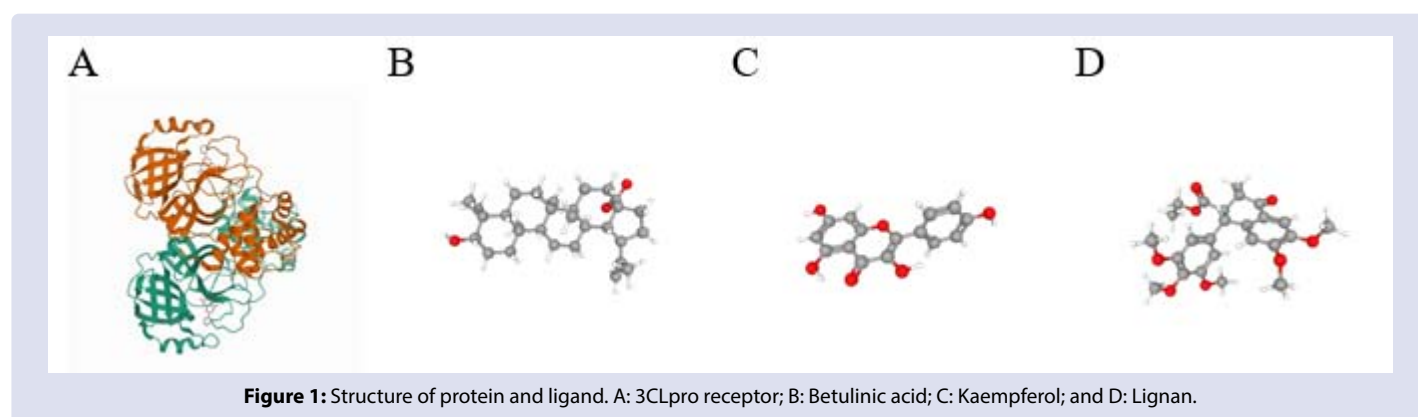 A B C D
Figure 1: Structure of protein and ligand. A: 3CLpro receptor; B: Betulinic acid; C: Kaempferol; and D: Lignan.